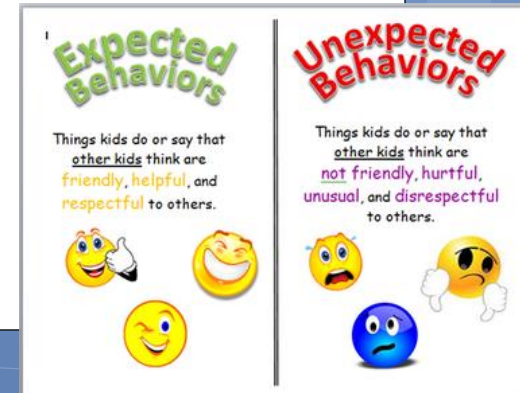 Expected
Behaviors
Things kids do or say that
other kids think are
friendly, helpful, and
respectful to others.
Unexpected
Behaviors
Things kids do or say that
other kids think are
not friendly, hurtful,
unusual, and disrespectful
to others.